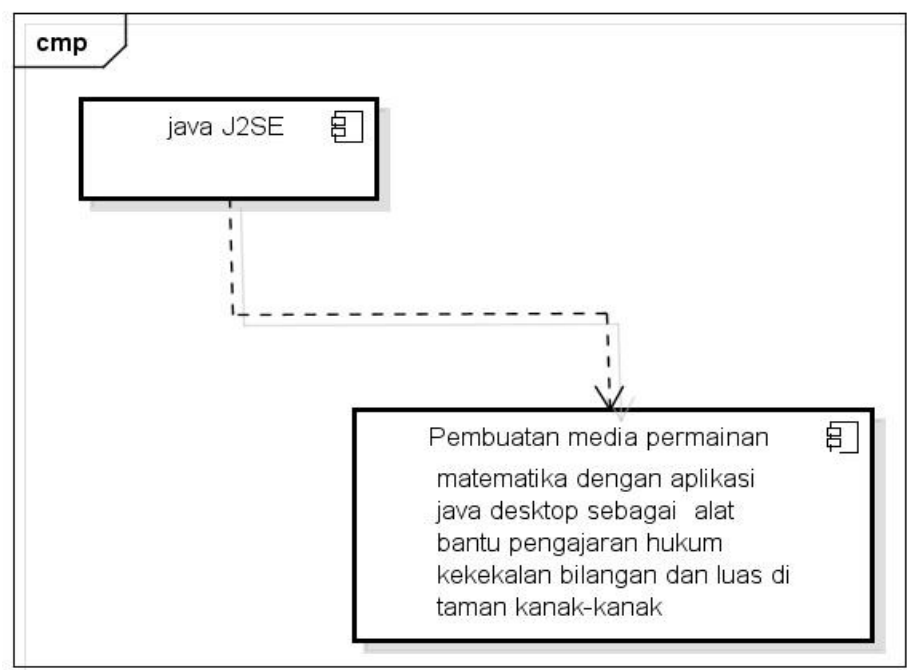 cmp
java J2SE
Pembuatan media permainan
matematika dengan aplikasi
java desktop sebagai alat
bantu pengajaran hukum
kekekalan bilangan dan luas di
taman kanak-kanak